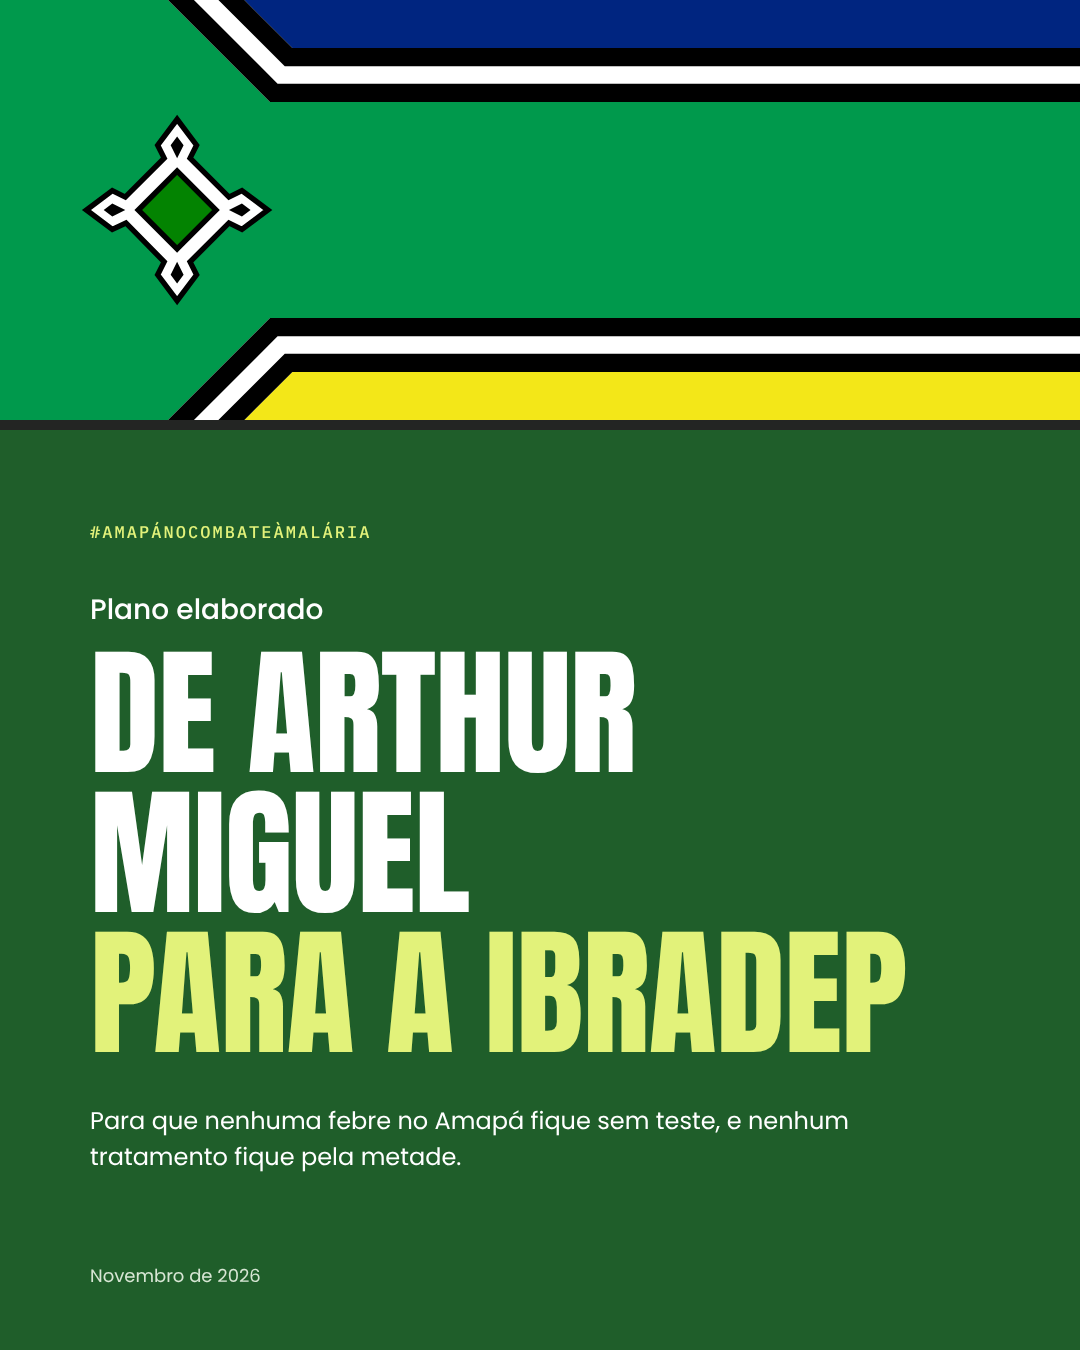 #AMAPÁNOCOMBATEÀMALÁRIA
Plano elaborado
DE ARTHUR
MIGUEL
PARA A IBRADEP
Para que nenhuma febre no Amapá fique sem teste, e nenhum
tratamento fique pela metade.
Novembro de 2026